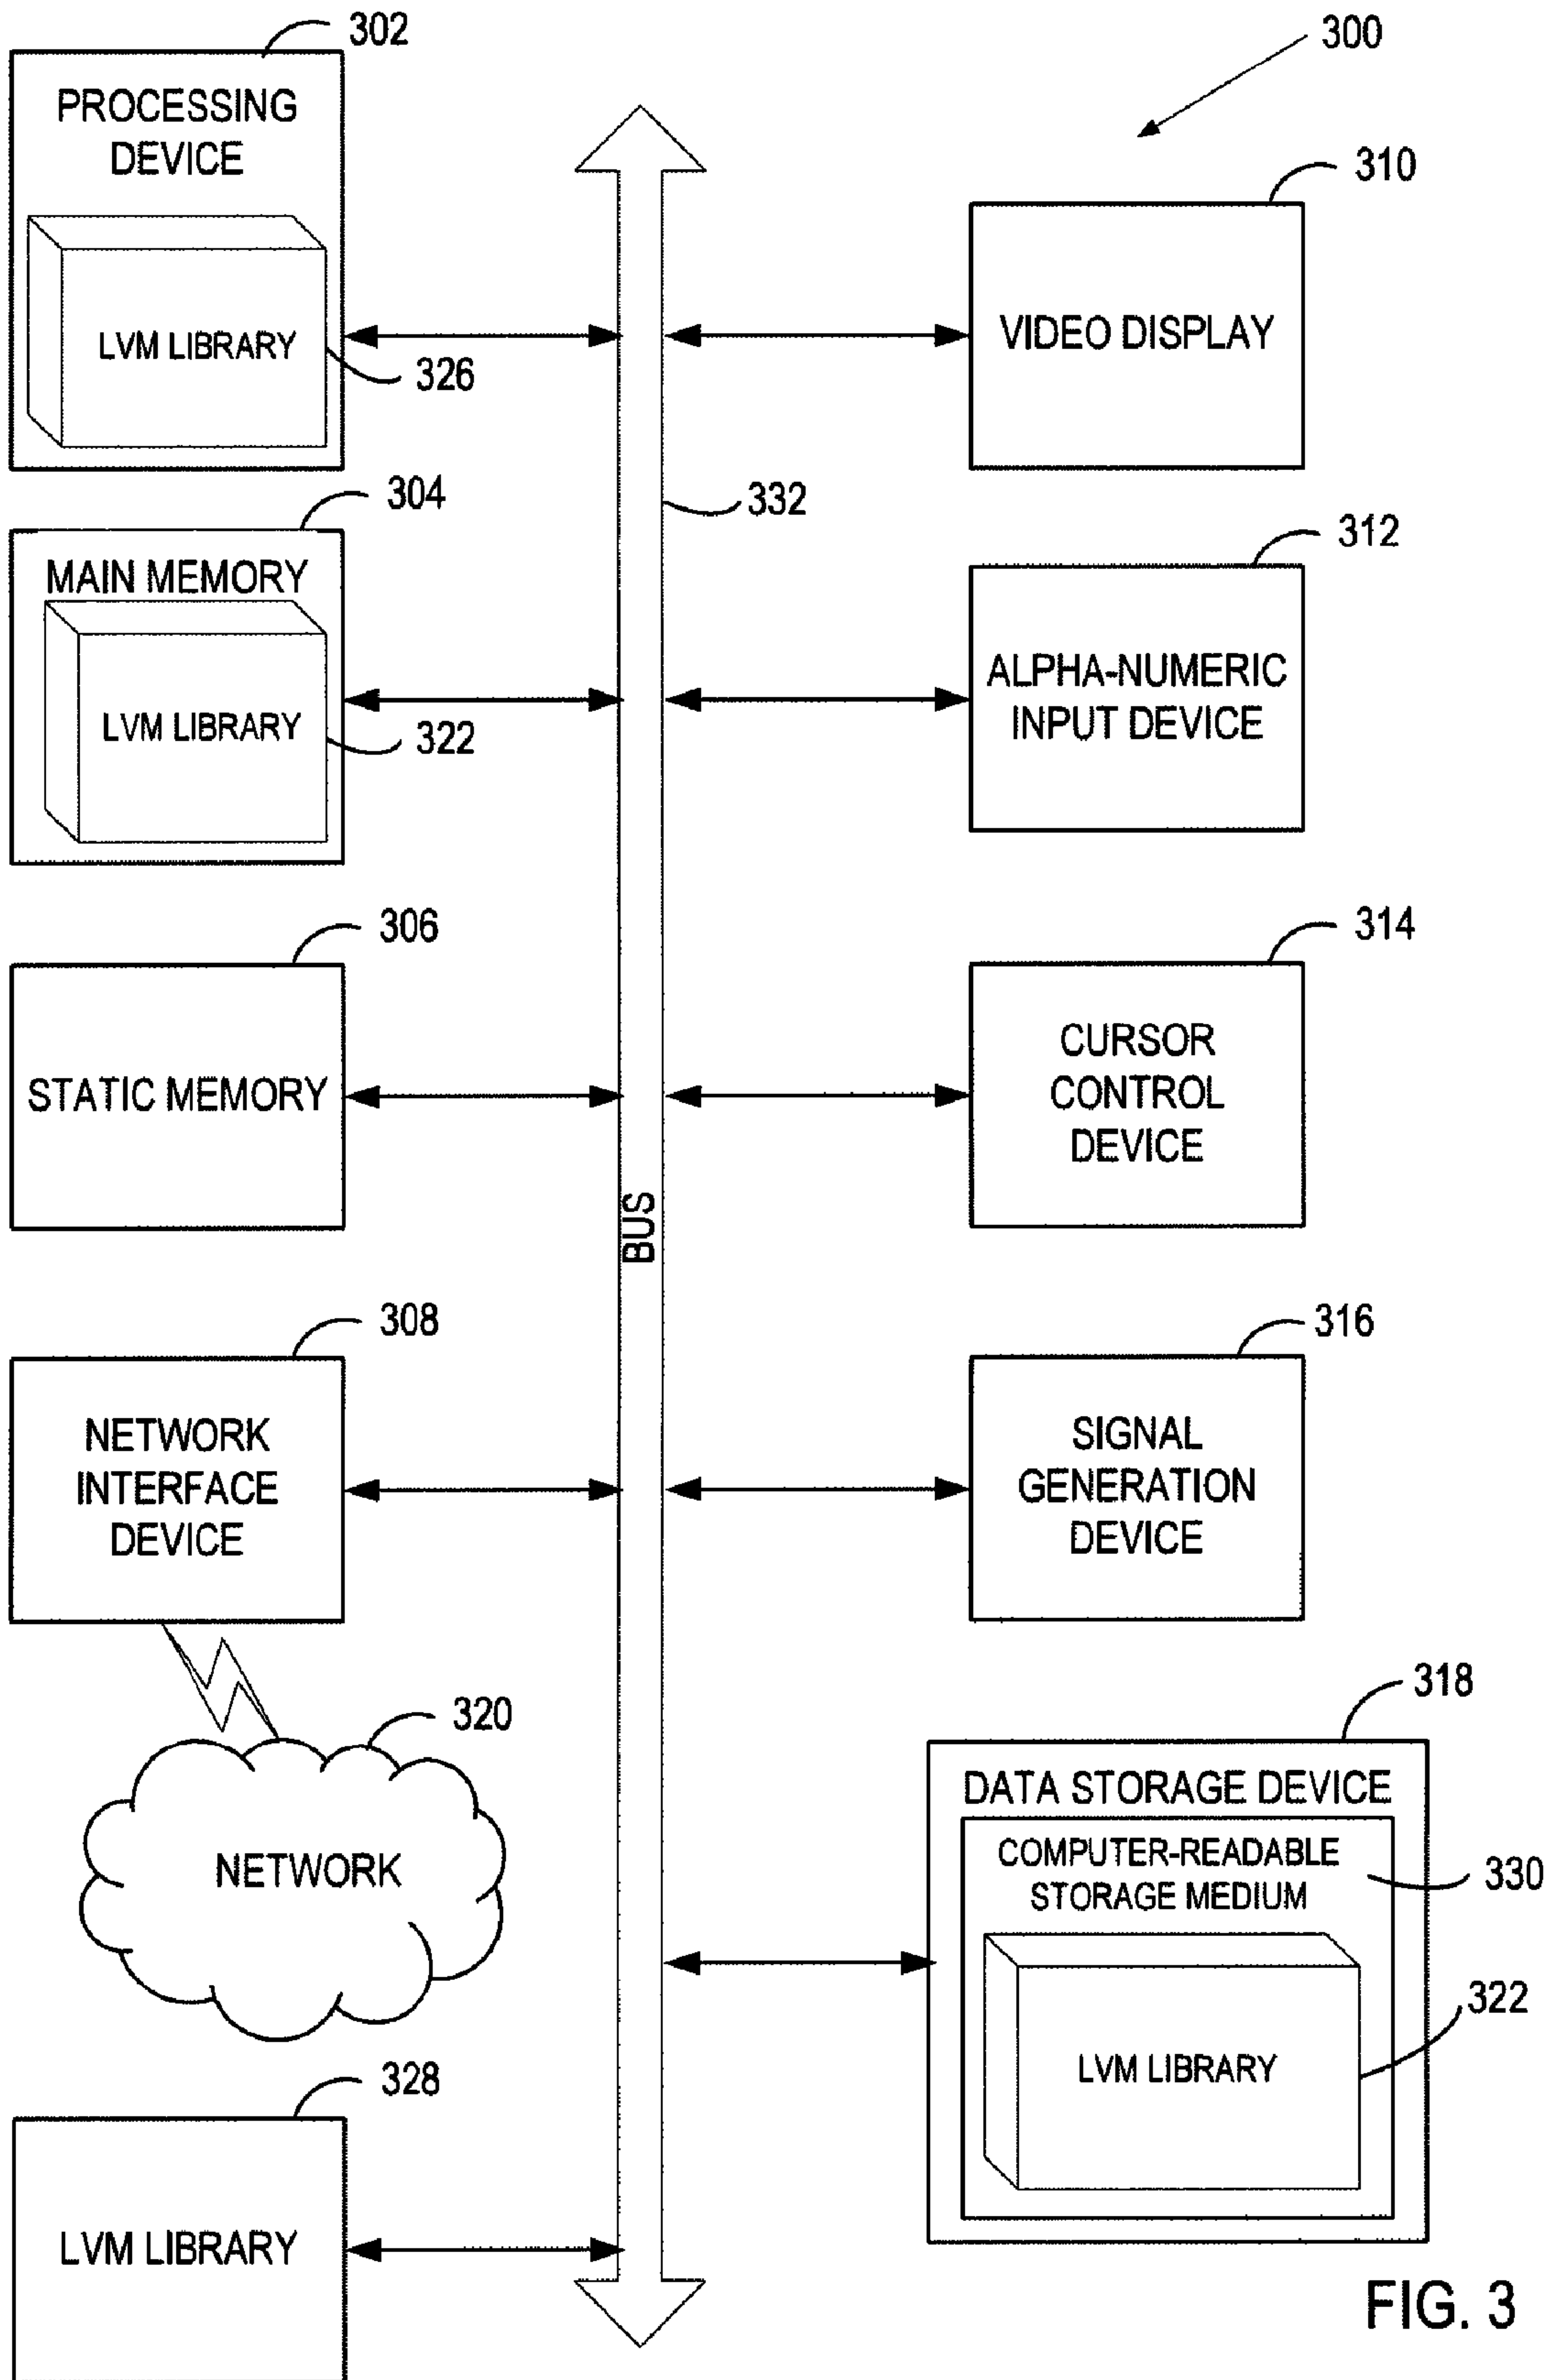 302
PROCESSING
DEVICE
LVM LIBRARY
326
304
MAIN MEMORY
LVM LIBRARY
322
306
STATIC MEMORY
308
NETWORK
INTERFACE
DEVICE
320
NETWORK
328
LVM LIBRARY
332
BUS
300
310
VIDEO DISPLAY
312
ALPHA-NUMERIC
INPUT DEVICE
314
CURSOR
CONTROL
DEVICE
316
SIGNAL
GENERATION
DEVICE
318
DATA STORAGE DEVICE
COMPUTER-READABLE
STORAGE MEDIUM
330
LVM LIBRARY
322
FIG. 3